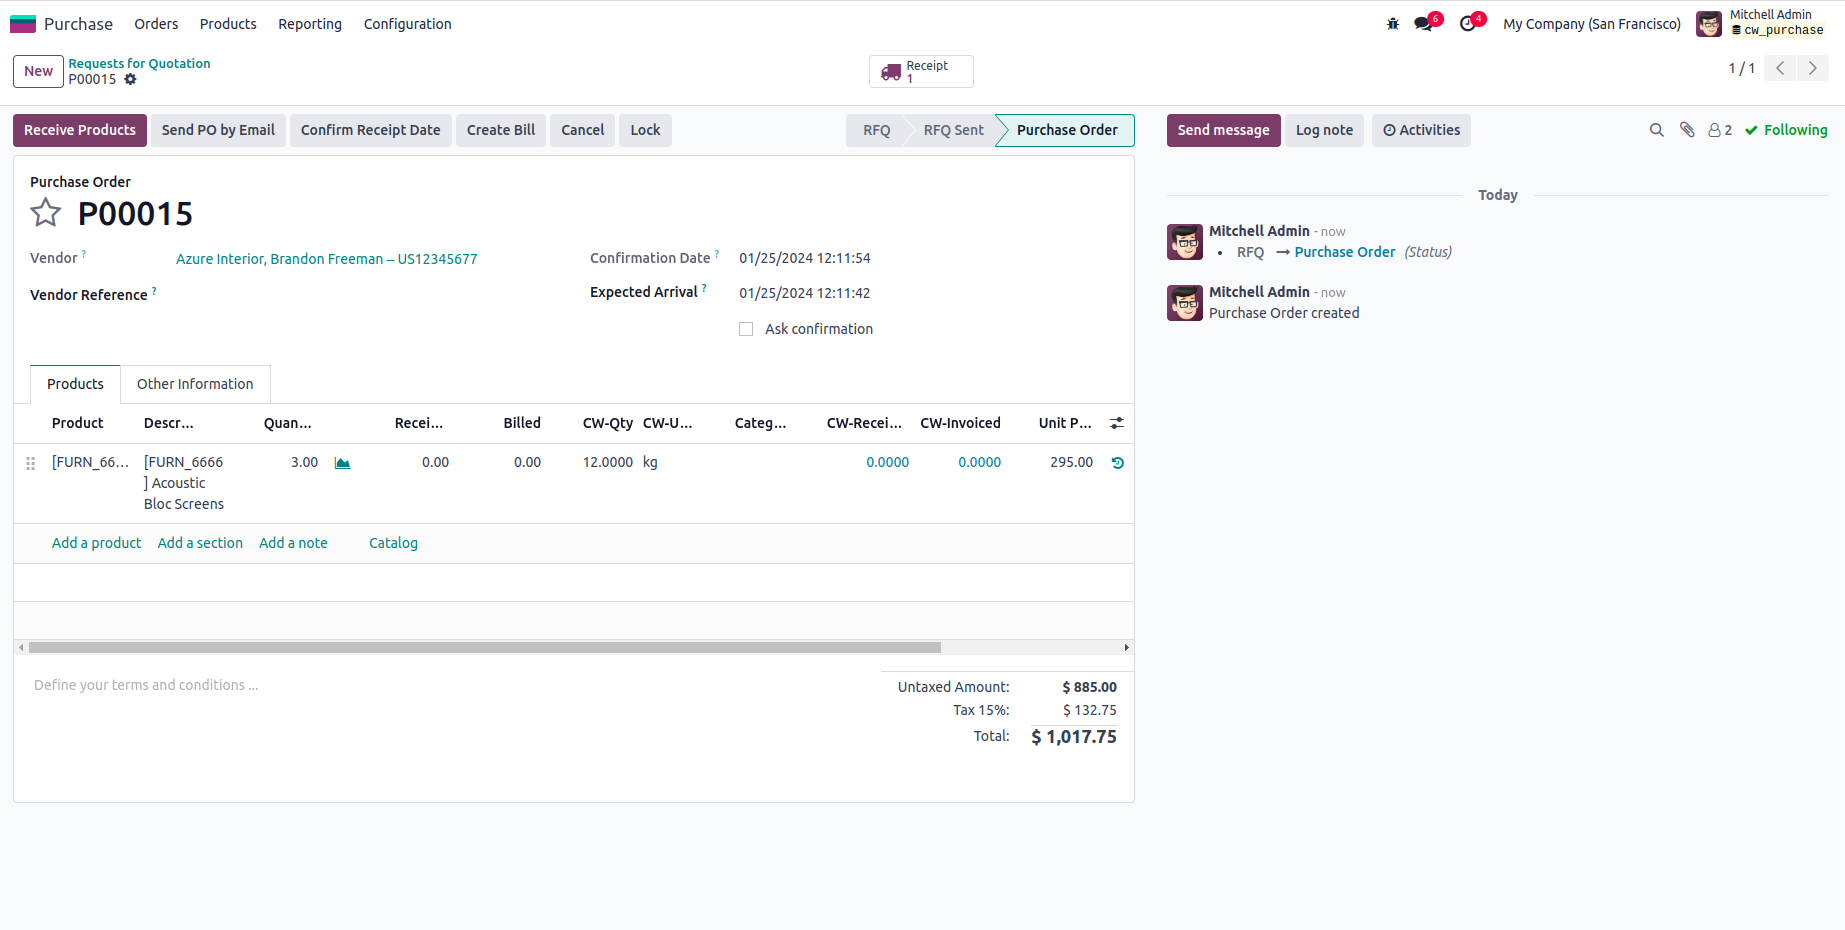 Purchase Orders Products Reporting Configuration 6 4 My Company (San Francisco) Mitchell Admin
cw_purchase
New Requests for Quotation
P00015
Receipt
1
1 / 1
Receive Products Send PO by Email Confirm Receipt Date Create Bill Cancel Lock RFQ RFQ Sent Purchase Order
Send message Log note Activities 2 Following
Purchase Order
P00015
Vendor ? Azure Interior, Brandon Freeman – US12345677
Vendor Reference ?
Confirmation Date ? 01/25/2024 12:11:54
Expected Arrival ? 01/25/2024 12:11:42
Ask confirmation
Products Other Information
Product Descr... Quan... Recei... Billed CW-Qty CW-U... Categ... CW-Recei... CW-Invoiced Unit P...
[FURN_66... [FURN_6666 3.00 0.00 0.00 12.0000 kg 0.0000 0.0000 295.00
] Acoustic
Bloc Screens
Add a product Add a section Add a note Catalog
Define your terms and conditions ...
Untaxed Amount: $ 885.00
Tax 15%: $ 132.75
Total: $ 1,017.75
Today
Mitchell Admin - now
• RFQ → Purchase Order (Status)
Mitchell Admin - now
Purchase Order created